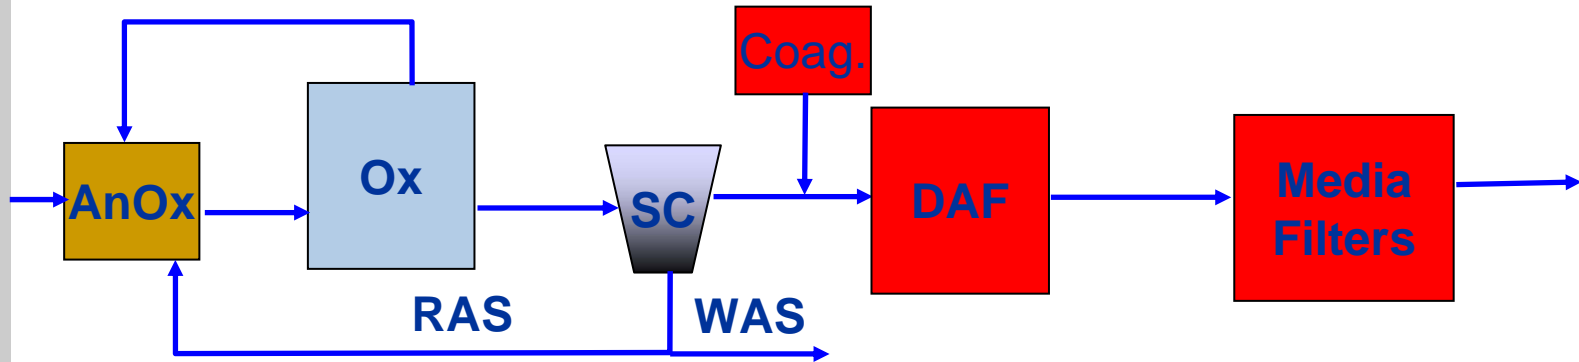 Coag.
AnOx
Ox
SC
DAF
Media
Filters
RAS
WAS